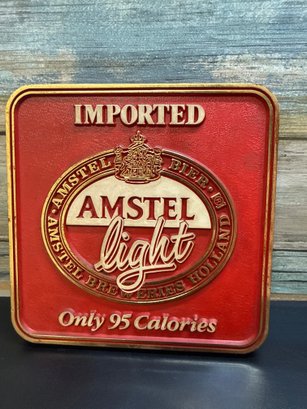 IMPORTED
· AMSTEL · BIER ·
AMSTEL
light
AMSTEL BREWERIES HOLLAND
Only 95 Calories